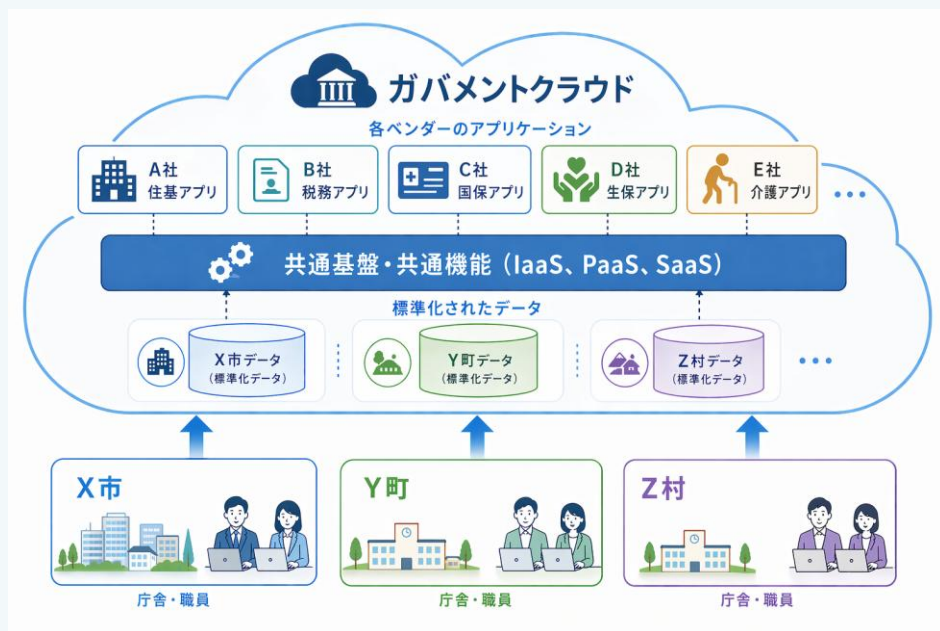 ガバメントクラウド
各ベンダーのアプリケーション
A社
住基アプリ
B社
税務アプリ
C社
国保アプリ
D社
生保アプリ
E社
介護アプリ
•••
共通基盤・共通機能（IaaS、PaaS、SaaS）
標準化されたデータ
X市データ
（標準化データ）
Y町データ
（標準化データ）
Z村データ
（標準化データ）
•••
X市
Y町
Z村
庁舎・職員
庁舎・職員
庁舎・職員